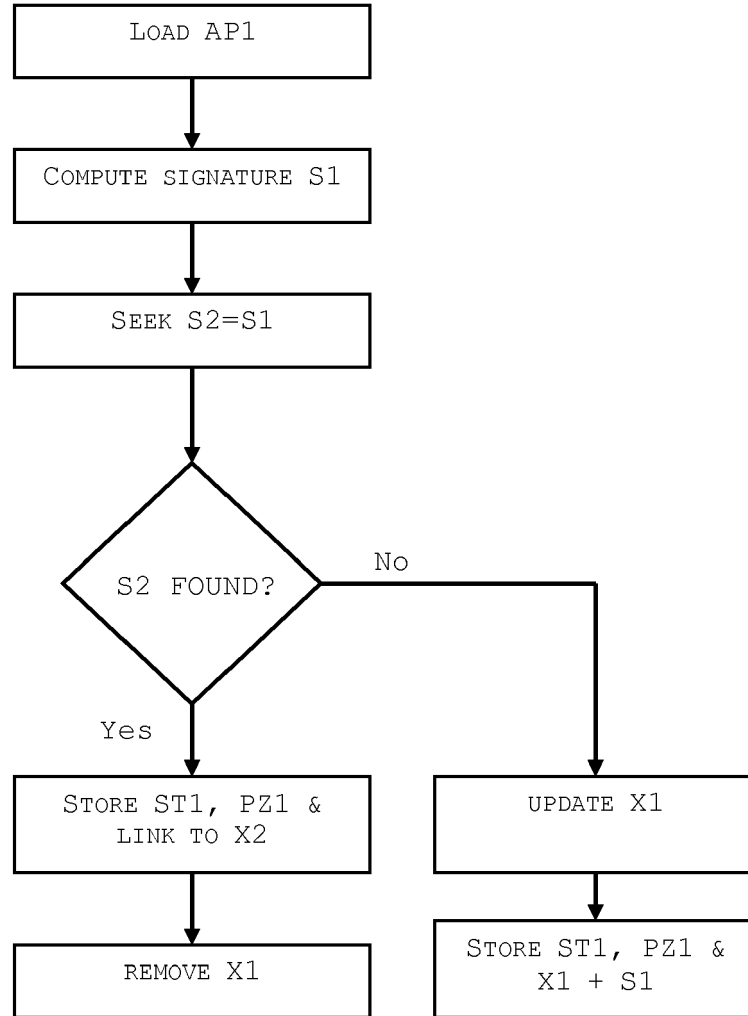 LOAD AP1
COMPUTE SIGNATURE S1
SEEK S2=S1
S2 FOUND?
No
Yes
STORE ST1, PZ1 &
LINK TO X2
REMOVE X1
UPDATE X1
STORE ST1, PZ1 &
X1 + S1